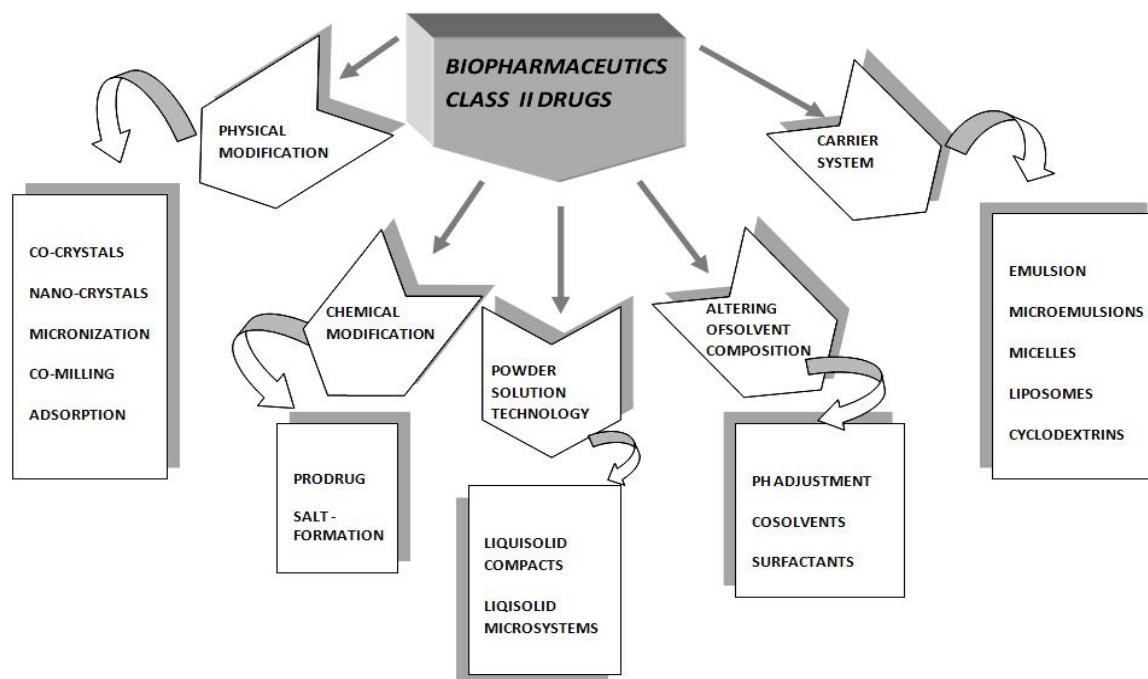 BIOPHARMACEUTICS
CLASS II DRUGS
PHYSICAL
MODIFICATION
CO-CRYSTALS
NANO-CRYSTALS
MICRONIZATION
CO-MILLING
ADSORPTION
CHEMICAL
MODIFICATION
PRODRUG
SALT-
FORMATION
POWDER
SOLUTION
TECHNOLOGY
LIQUISOLID
COMPACTS
LIQISOLID
MICROSYSTEMS
ALTERING
OFSOLVENT
COMPOSITION
PH ADJUSTMENT
COSOLVENTS
SURFACTANTS
CARRIER
SYSTEM
EMULSION
MICROEMULSIONS
MICELLES
LIPOSOMES
CYCLODEXTRINS